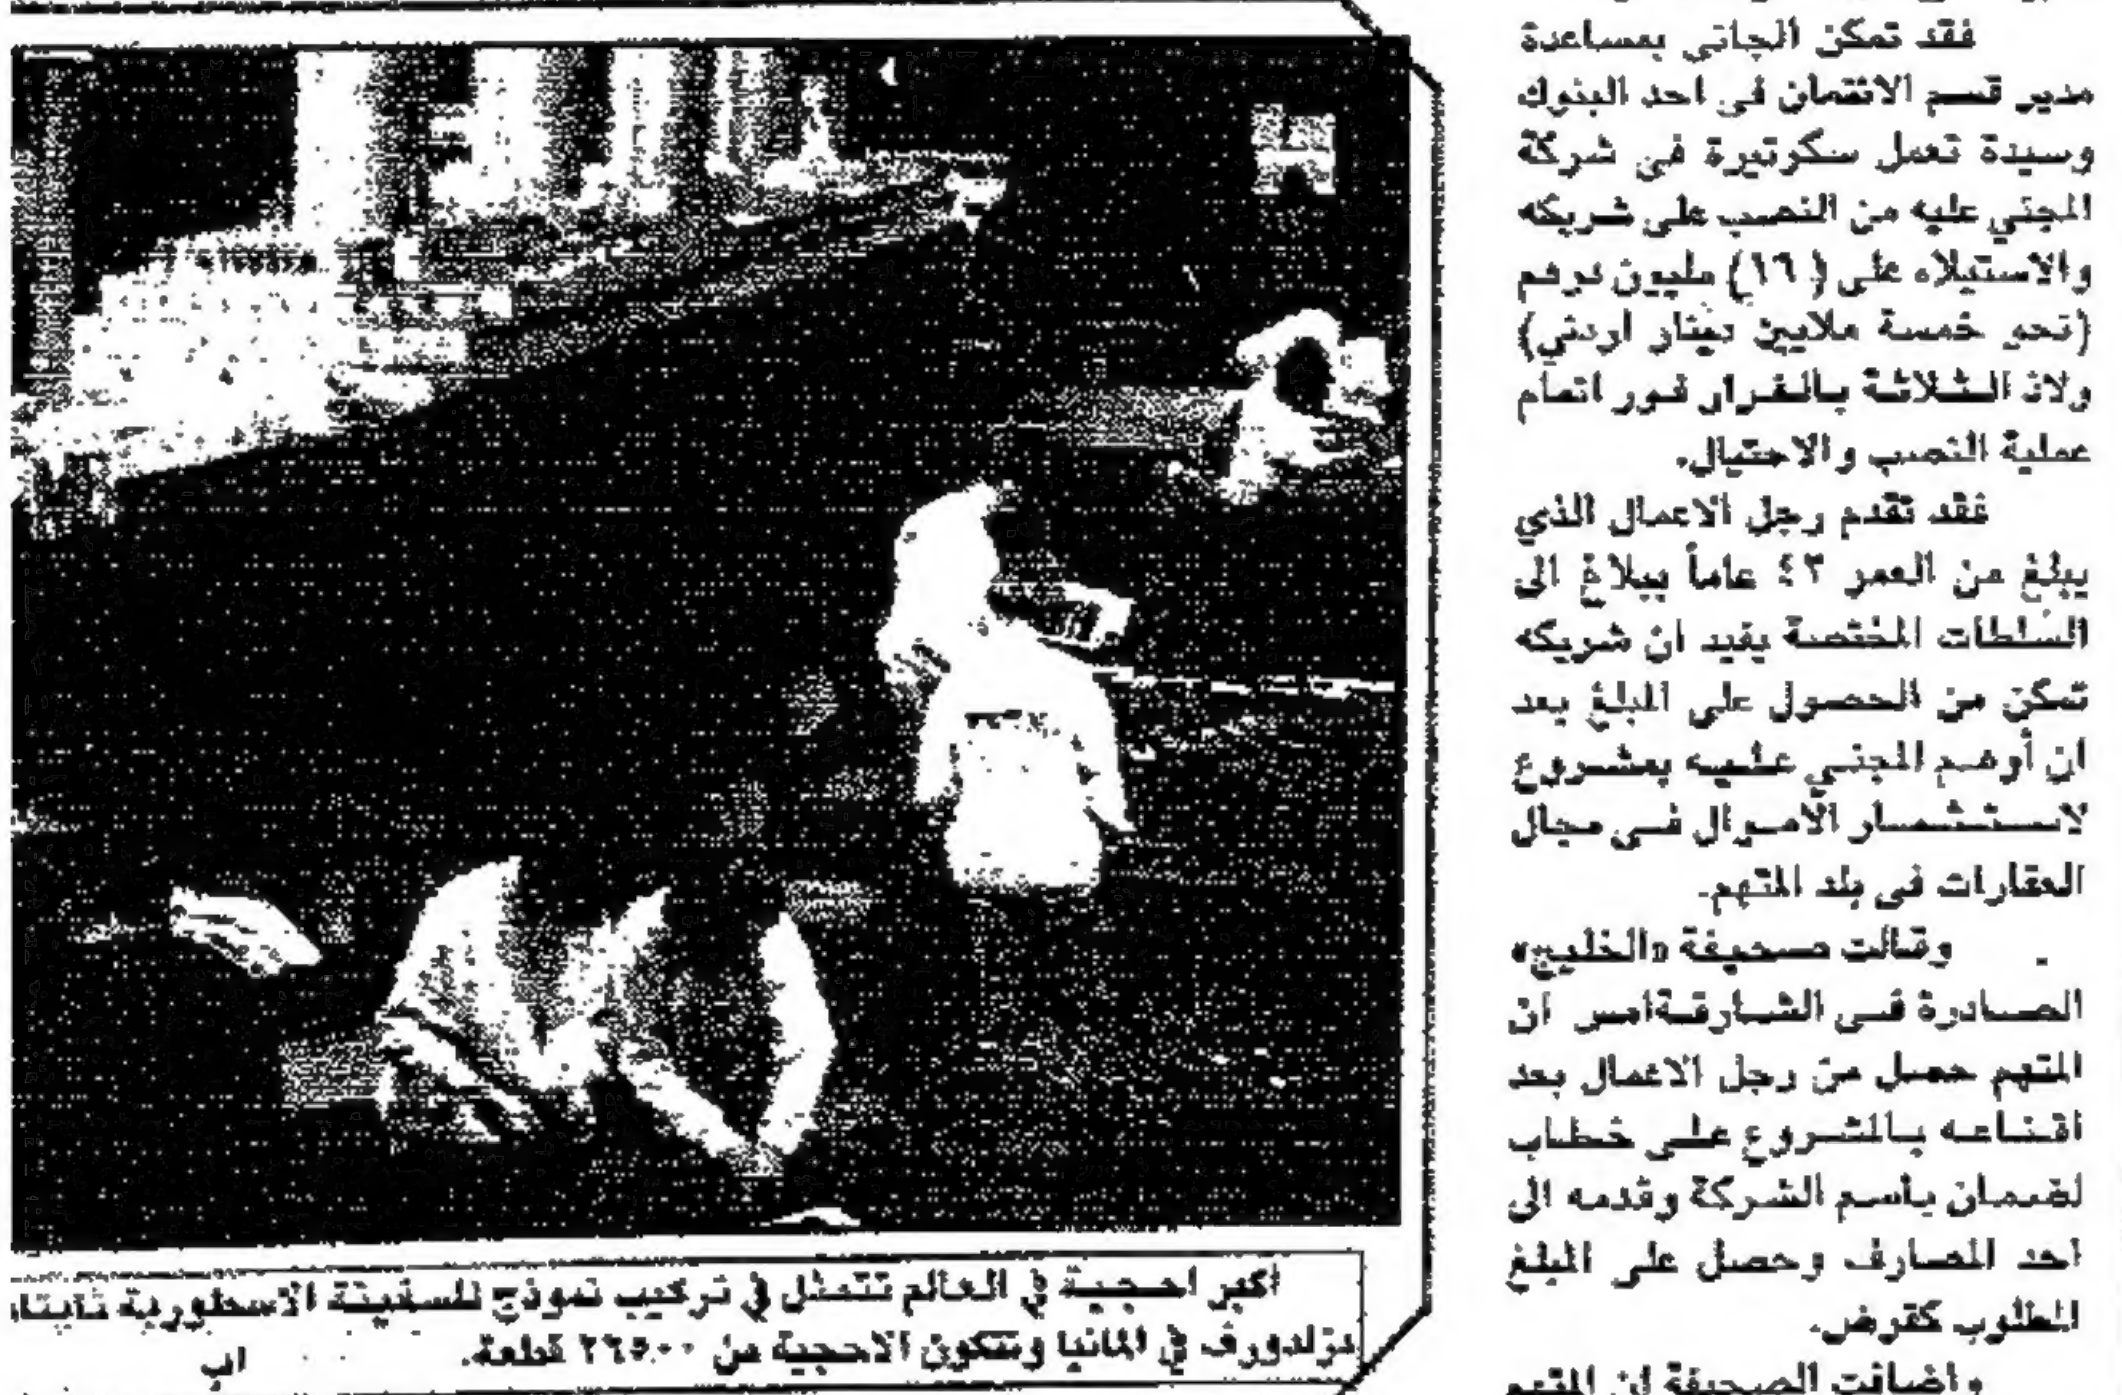 فقد تمكن الجاني بمساعدة
مدير قسم الائتمان في احد البنوك
وسيدة تعمل سكرتيرة في شركة
المجني عليه من النصب على شريكه
والاستيلاء على (١٦) مليون درهم
(نحو خمسة ملايين دينار اردني)
ولاذ الثلاثة بالفرار فور اتمام
عملية النصب والاحتيال.
فقد تقدم رجل الاعمال الذي
يبلغ من العمر ٤٣ عاماً ببلاغ الى
السلطات المختصة يفيد ان شريكه
تمكن من الحصول على المبلغ بعد
ان أوهم المجني عليه بمشروع
لاستثمار الاموال في مجال
العقارات في بلد المتهم.
وقالت صحيفة «الخليج»
الصادرة في الشارقة امس ان
المتهم حصل من رجل الاعمال بعد
اقناعه بالمشروع على خطاب
لضمان باسم الشركة وقدمه الى
احد المصارف وحصل على المبلغ
المطلوب كقرض.
واضافت الصحيفة ان المتهم
اكبر احجية في العالم تتمثل في تركيب نموذج للسفينة الاسطورية تايتا
في المانيا وتتكون الاحجية من ٢٦٥٠٠ قطعة.
اب